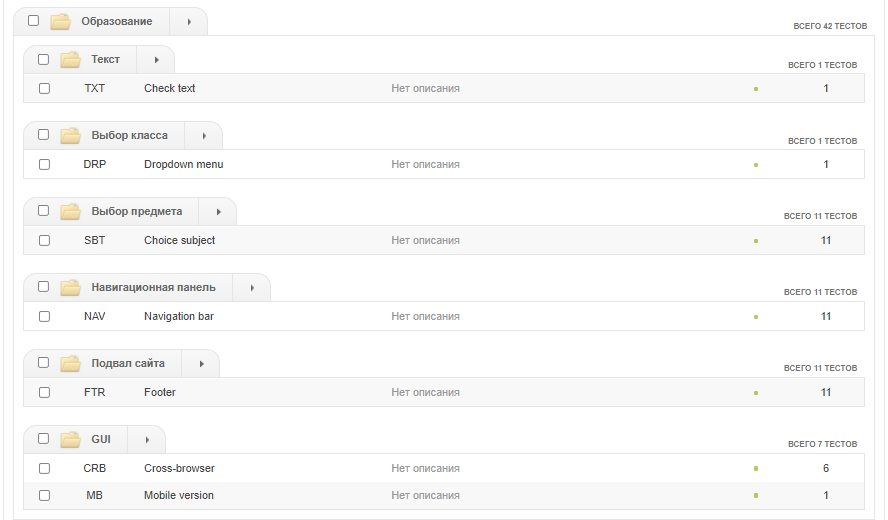 Образование
ВСЕГО 42 ТЕСТОВ
Текст
ВСЕГО 1 ТЕСТОВ
TXT Check text Нет описания 1
Выбор класса
ВСЕГО 1 ТЕСТОВ
DRP Dropdown menu Нет описания 1
Выбор предмета
ВСЕГО 11 ТЕСТОВ
SBT Choice subject Нет описания 11
Навигационная панель
ВСЕГО 11 ТЕСТОВ
NAV Navigation bar Нет описания 11
Подвал сайта
ВСЕГО 11 ТЕСТОВ
FTR Footer Нет описания 11
GUI
ВСЕГО 7 ТЕСТОВ
CRB Cross-browser Нет описания 6
MB Mobile version Нет описания 1